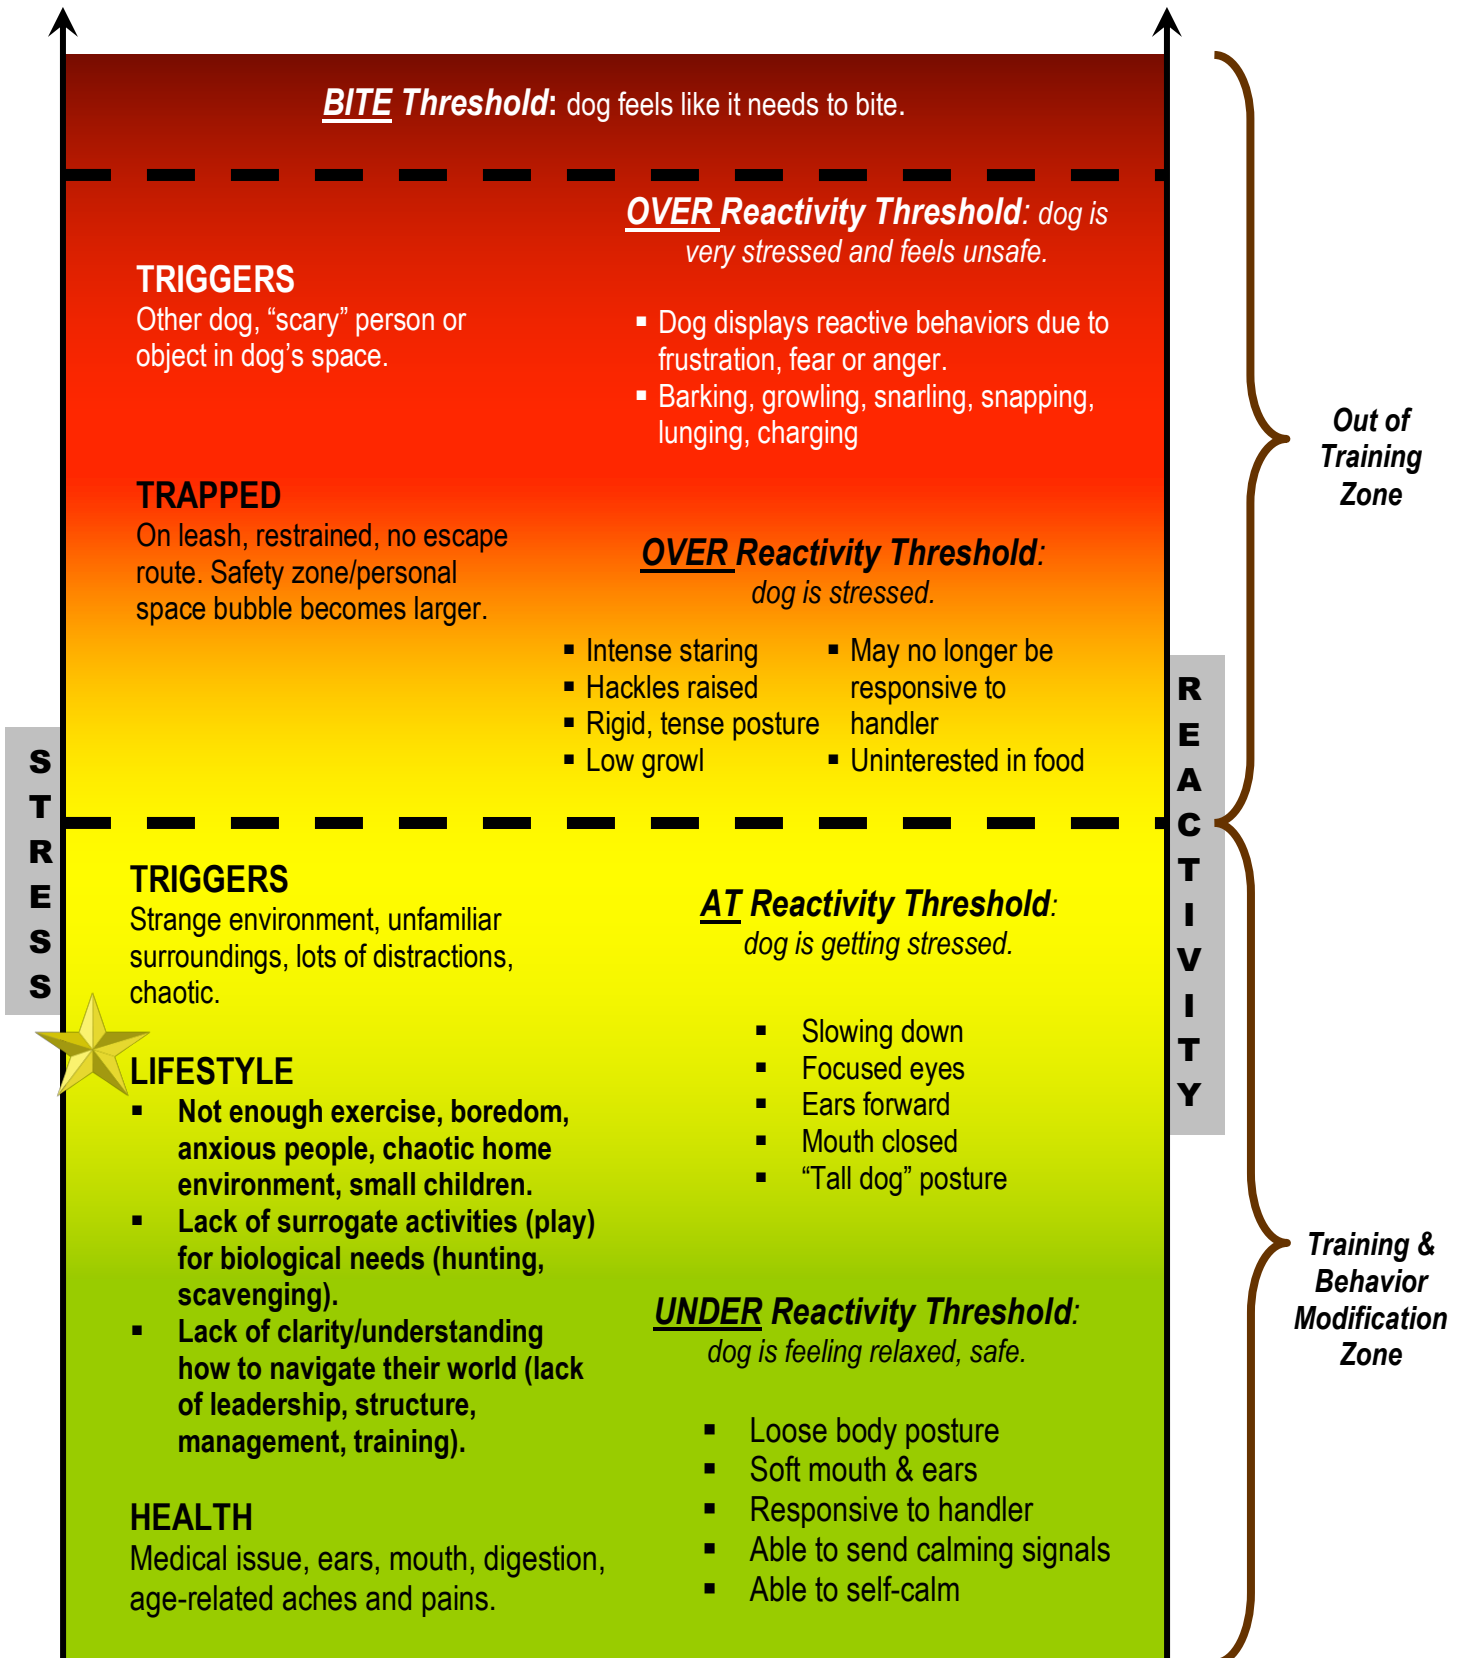 BITE Threshold: dog feels like it needs to bite.
OVER Reactivity Threshold: dog is
very stressed and feels unsafe.
TRIGGERS
Other dog, “scary” person or
object in dog’s space.
▪ Dog displays reactive behaviors due to
frustration, fear or anger.
▪ Barking, growling, snarling, snapping,
lunging, charging
Out of
Training
Zone
TRAPPED
On leash, restrained, no escape
route. Safety zone/personal
space bubble becomes larger.
OVER Reactivity Threshold:
dog is stressed.
▪ Intense staring
▪ Hackles raised
▪ Rigid, tense posture
▪ Low growl
▪ May no longer be
responsive to
handler
▪ Uninterested in food
STRESS
REACTIVITY
TRIGGERS
Strange environment, unfamiliar
surroundings, lots of distractions,
chaotic.
AT Reactivity Threshold:
dog is getting stressed.
▪ Slowing down
▪ Focused eyes
▪ Ears forward
▪ Mouth closed
▪ “Tall dog” posture
LIFESTYLE
▪ Not enough exercise, boredom,
anxious people, chaotic home
environment, small children.
▪ Lack of surrogate activities (play)
for biological needs (hunting,
scavenging).
▪ Lack of clarity/understanding
how to navigate their world (lack
of leadership, structure,
management, training).
Training &
Behavior
Modification
Zone
UNDER Reactivity Threshold:
dog is feeling relaxed, safe.
▪ Loose body posture
▪ Soft mouth & ears
▪ Responsive to handler
▪ Able to send calming signals
▪ Able to self-calm
HEALTH
Medical issue, ears, mouth, digestion,
age-related aches and pains.